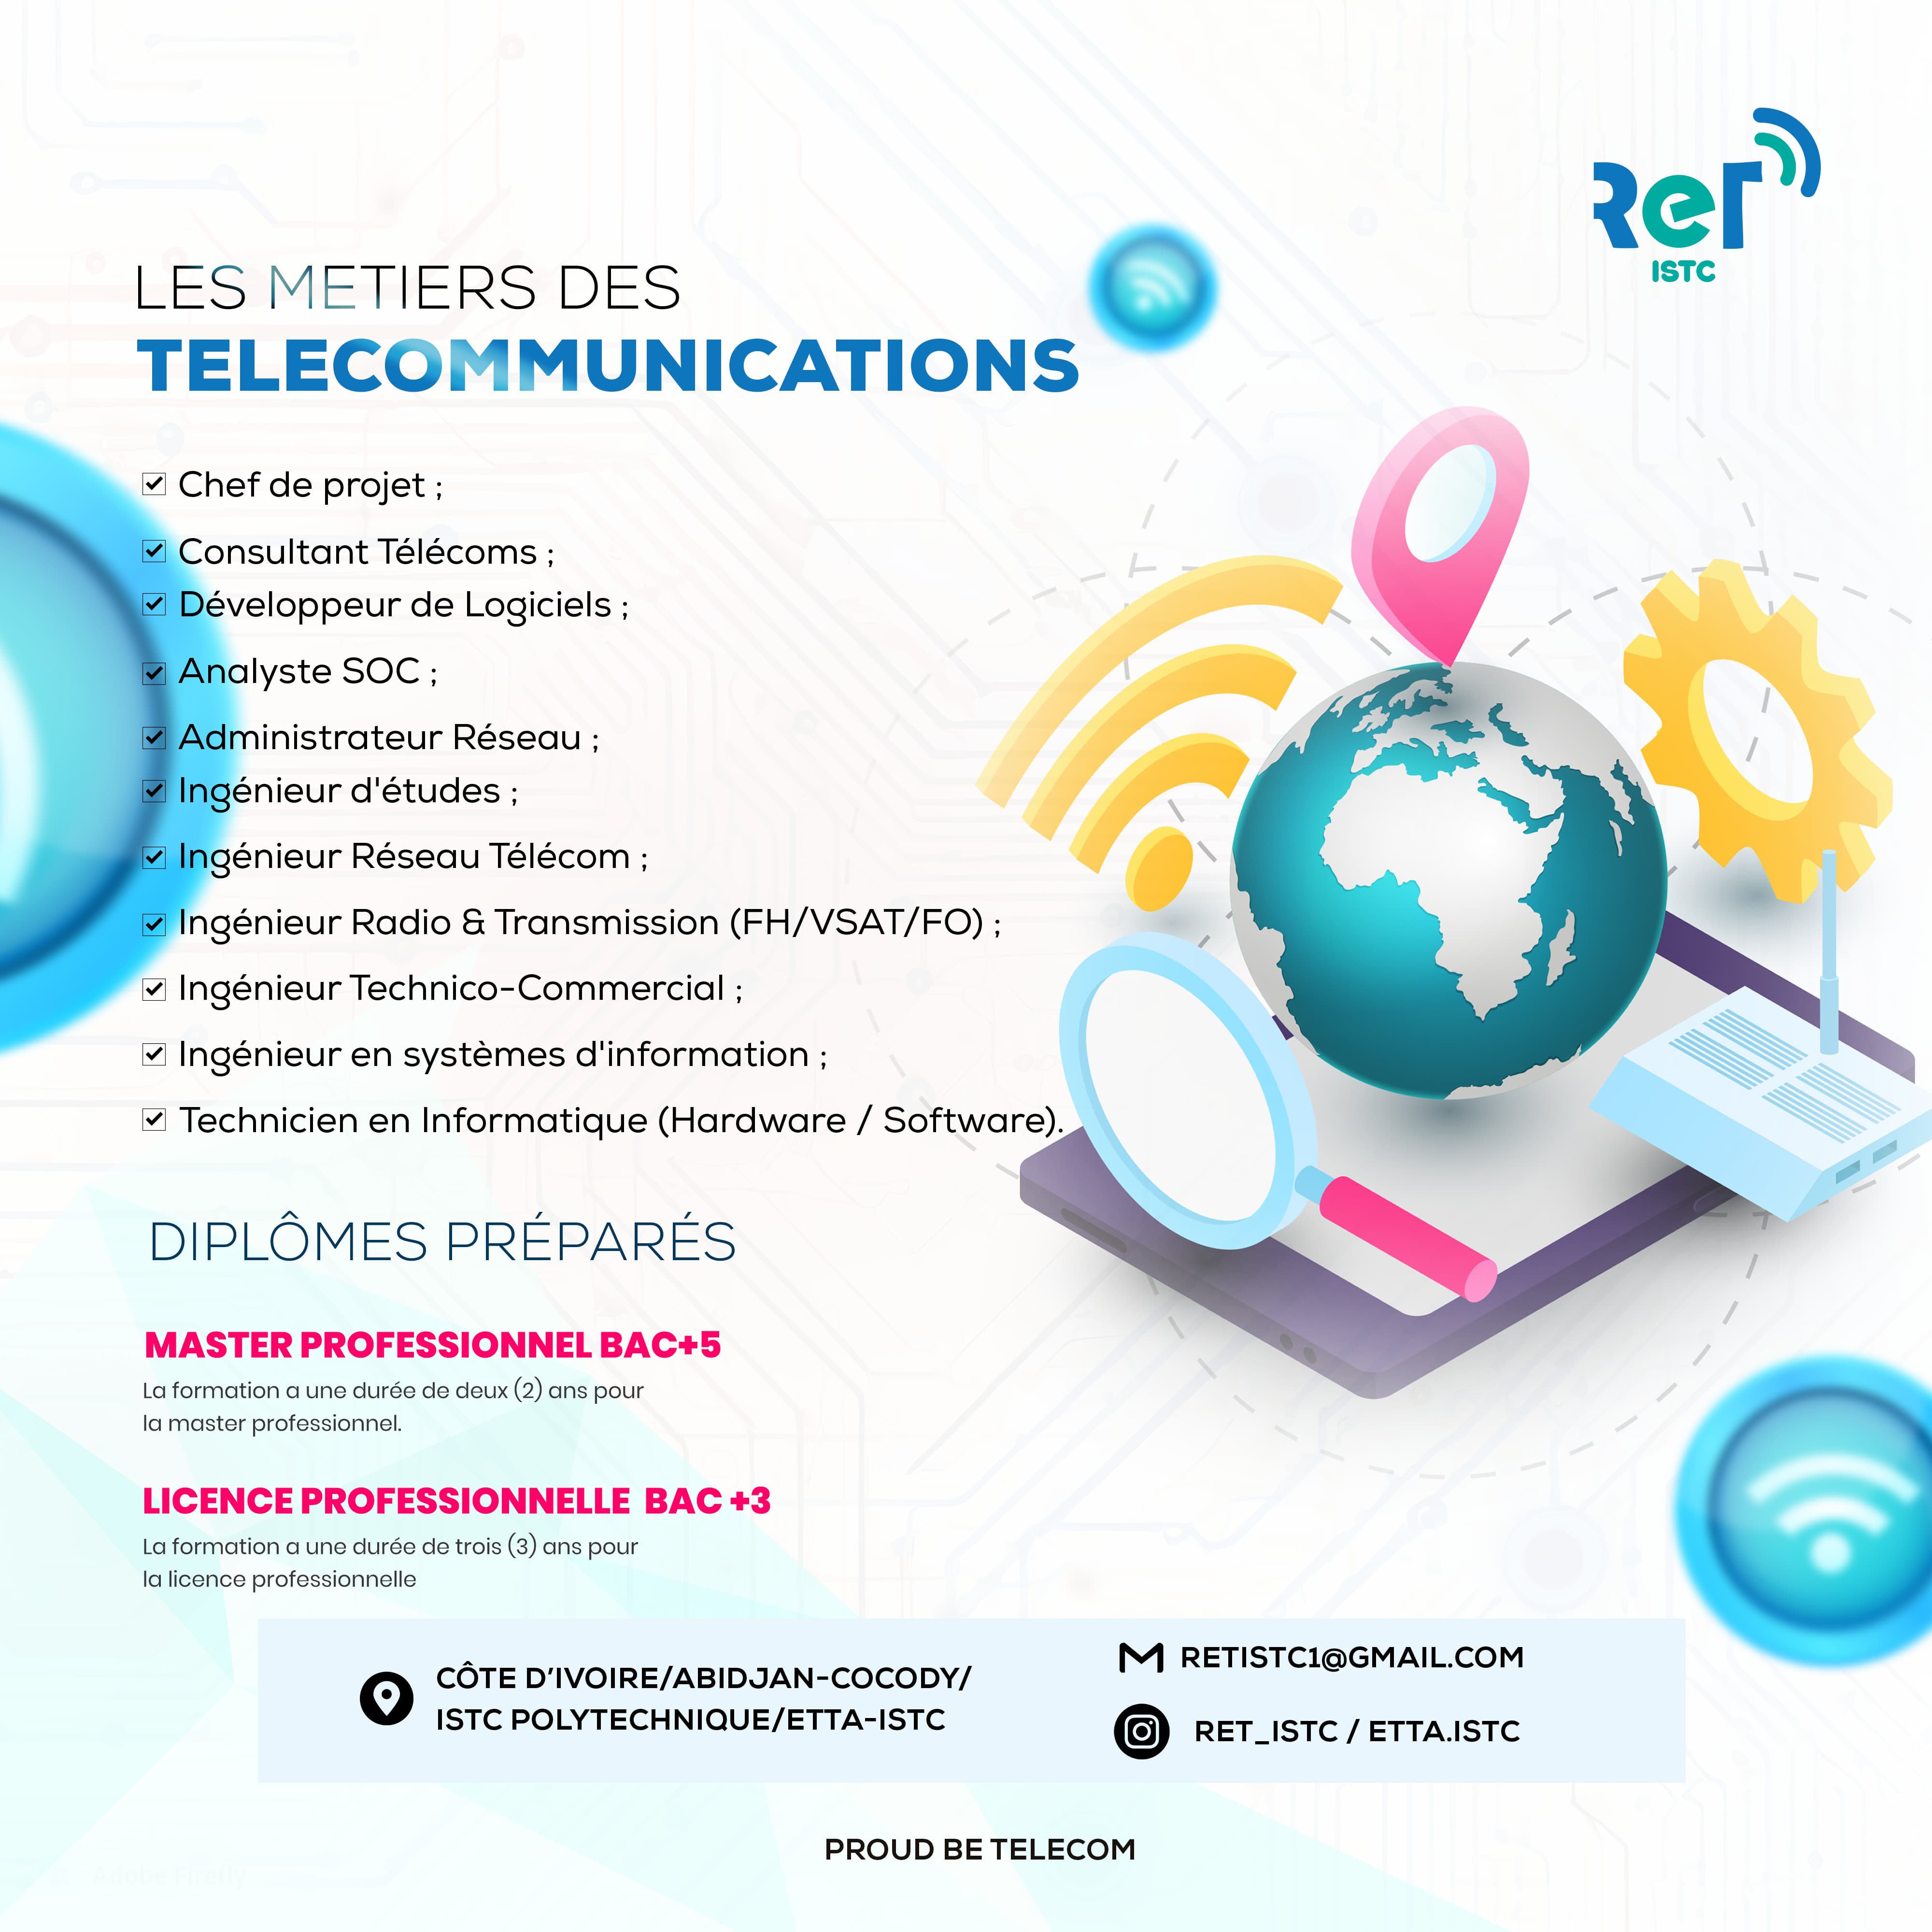 ReT
ISTC
LES METIERS DES
TELECOMMUNICATIONS
Chef de projet ;
Consultant Télécoms ;
Développeur de Logiciels ;
Analyste SOC ;
Administrateur Réseau ;
Ingénieur d'études ;
Ingénieur Réseau Télécom ;
Ingénieur Radio & Transmission (FH/VSAT/FO) ;
Ingénieur Technico-Commercial ;
Ingénieur en systèmes d'information ;
Technicien en Informatique (Hardware / Software).
DIPLÔMES PRÉPARÉS
MASTER PROFESSIONNEL BAC+5
La formation a une durée de deux (2) ans pour
la master professionnel.
LICENCE PROFESSIONNELLE BAC +3
La formation a une durée de trois (3) ans pour
la licence professionnelle
CÔTE D’IVOIRE/ABIDJAN-COCODY/
ISTC POLYTECHNIQUE/ETTA-ISTC
RETISTC1@GMAIL.COM
RET_ISTC / ETTA.ISTC
PROUD BE TELECOM
Adobe Firefly